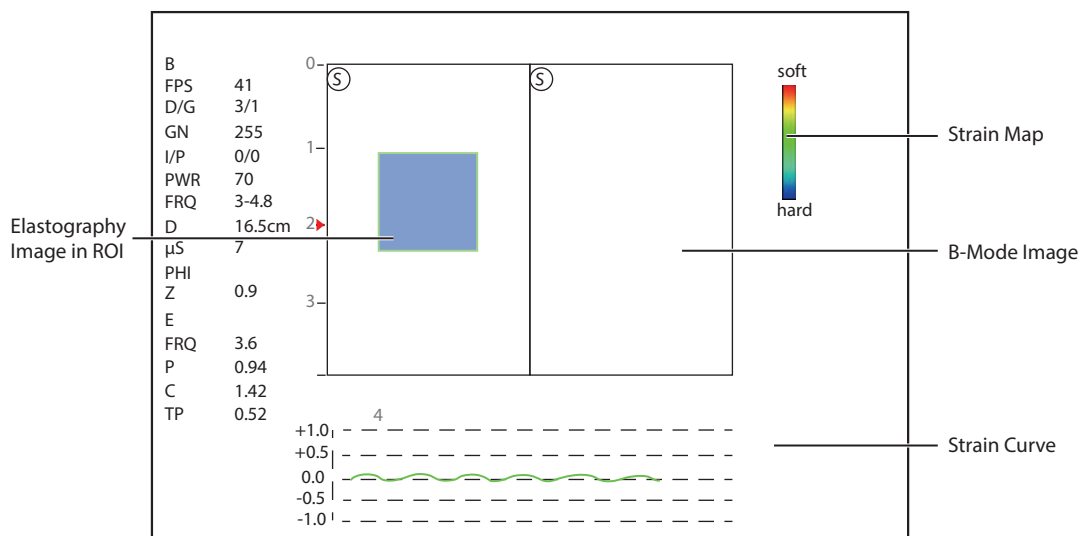 B
FPS 41
D/G 3/1
GN 255
I/P 0/0
PWR 70
FRQ 3-4.8
D 16.5cm
µS 7
PHI
Z 0.9
E
FRQ 3.6
P 0.94
C 1.42
TP 0.52
Elastography
Image in ROI
0
1
2
3
4
S
S
soft
hard
Strain Map
B-Mode Image
Strain Curve
+1.0
+0.5
0.0
-0.5
-1.0